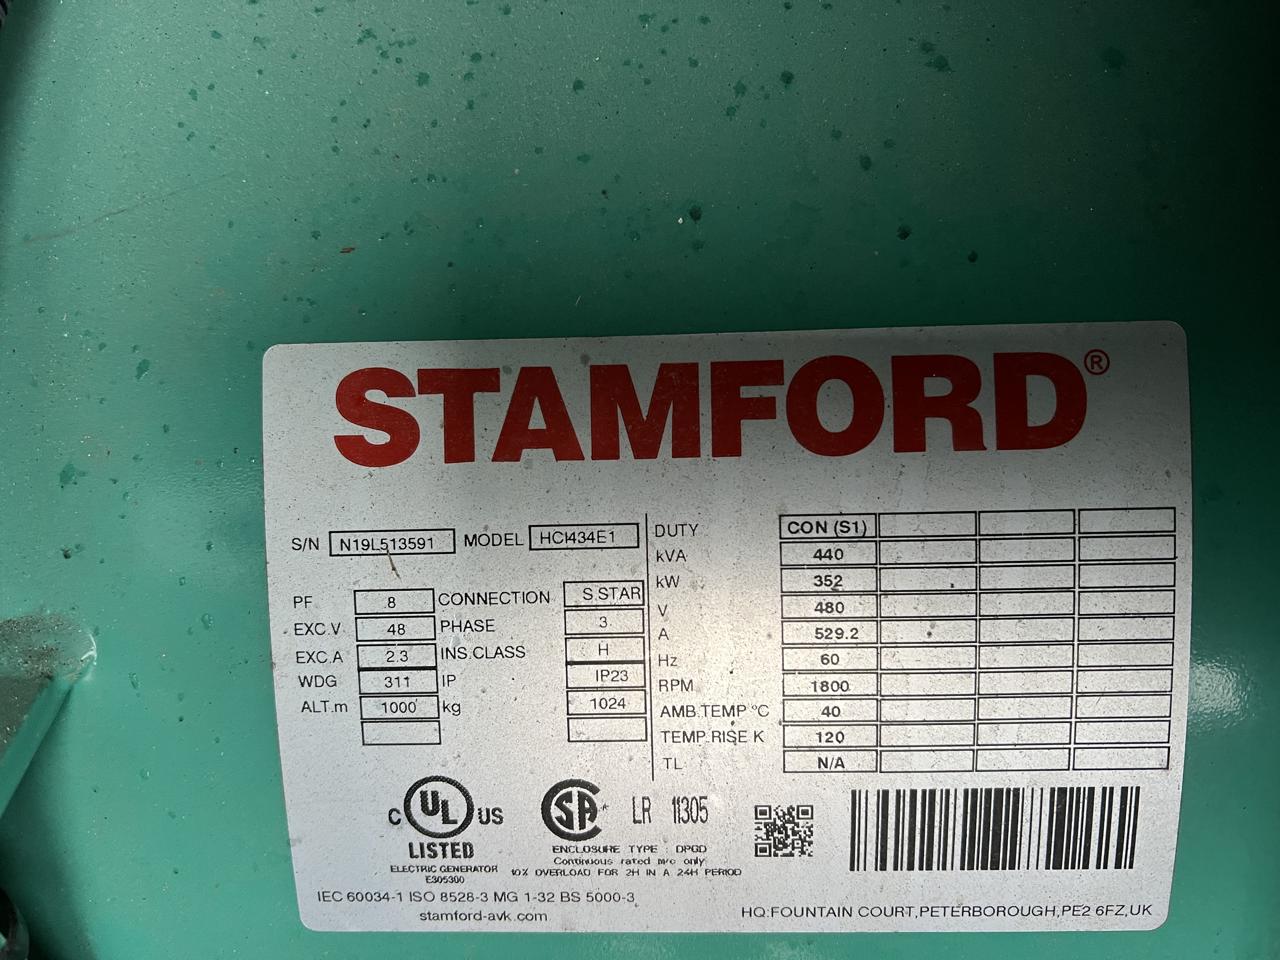 STAMFORD®
S/N N19L513591 MODEL HCI434E1
PF .8 CONNECTION S.STAR
EXC.V 48 PHASE 3
EXC.A 2.3 INS.CLASS H
WDG 311 IP IP23
ALT.m 1000 kg 1024
DUTY CON (S1)
kVA 440
kW 352
V 480
A 529.2
Hz 60
RPM 1800
AMB.TEMP °C 40
TEMP.RISE K 120
TL N/A
C UL US
LISTED
ELECTRIC GENERATOR
E305300
SA LR 11305
ENCLOSURE TYPE : DPGD
Continuous rated m/c only
10% OVERLOAD FOR 2H IN A 24H PERIOD
IEC 60034-1 ISO 8528-3 MG 1-32 BS 5000-3
stamford-avk.com
HQ:FOUNTAIN COURT,PETERBOROUGH,PE2 6FZ,UK